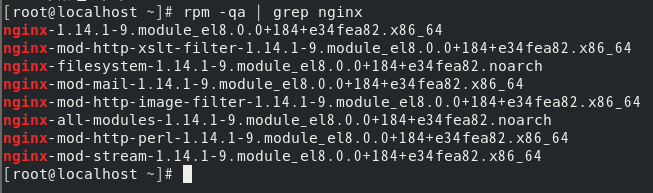 [root@localhost ~]# rpm -qa | grep nginx
nginx-1.14.1-9.module_el8.0.0+184+e34fea82.x86_64
nginx-mod-http-xslt-filter-1.14.1-9.module_el8.0.0+184+e34fea82.x86_64
nginx-filesystem-1.14.1-9.module_el8.0.0+184+e34fea82.noarch
nginx-mod-mail-1.14.1-9.module_el8.0.0+184+e34fea82.x86_64
nginx-mod-http-image-filter-1.14.1-9.module_el8.0.0+184+e34fea82.x86_64
nginx-all-modules-1.14.1-9.module_el8.0.0+184+e34fea82.noarch
nginx-mod-http-perl-1.14.1-9.module_el8.0.0+184+e34fea82.x86_64
nginx-mod-stream-1.14.1-9.module_el8.0.0+184+e34fea82.x86_64
[root@localhost ~]#